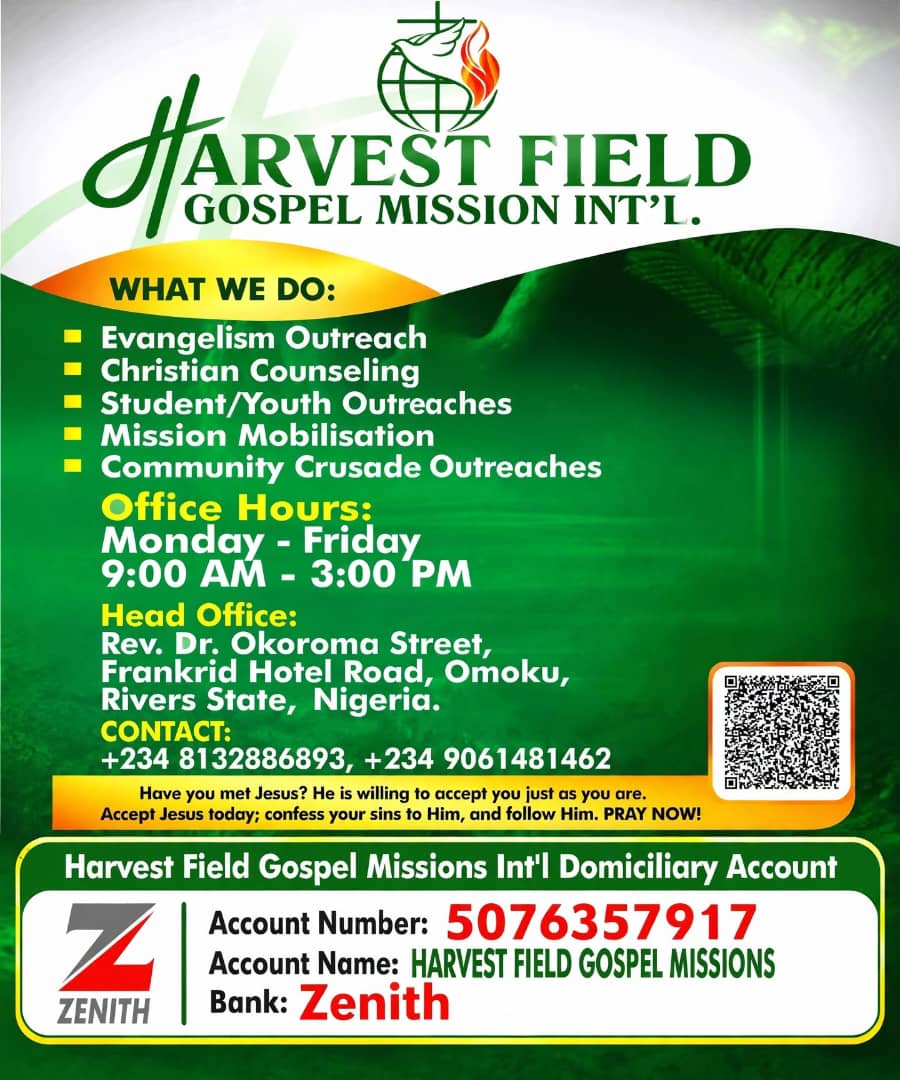 HARVEST FIELD
GOSPEL MISSION INT'L.
WHAT WE DO:
Evangelism Outreach
Christian Counseling
Student/Youth Outreaches
Mission Mobilisation
Community Crusade Outreaches
Office Hours:
Monday - Friday
9:00 AM - 3:00 PM
Head Office:
Rev. Dr. Okoroma Street,
Frankrid Hotel Road, Omoku,
Rivers State, Nigeria.
CONTACT:
+234 8132886893, +234 9061481462
Have you met Jesus? He is willing to accept you just as you are.
Accept Jesus today; confess your sins to Him, and follow Him. PRAY NOW!
Harvest Field Gospel Missions Int'l Domiciliary Account
ZENITH
Account Number: 5076357917
Account Name: HARVEST FIELD GOSPEL MISSIONS
Bank: Zenith